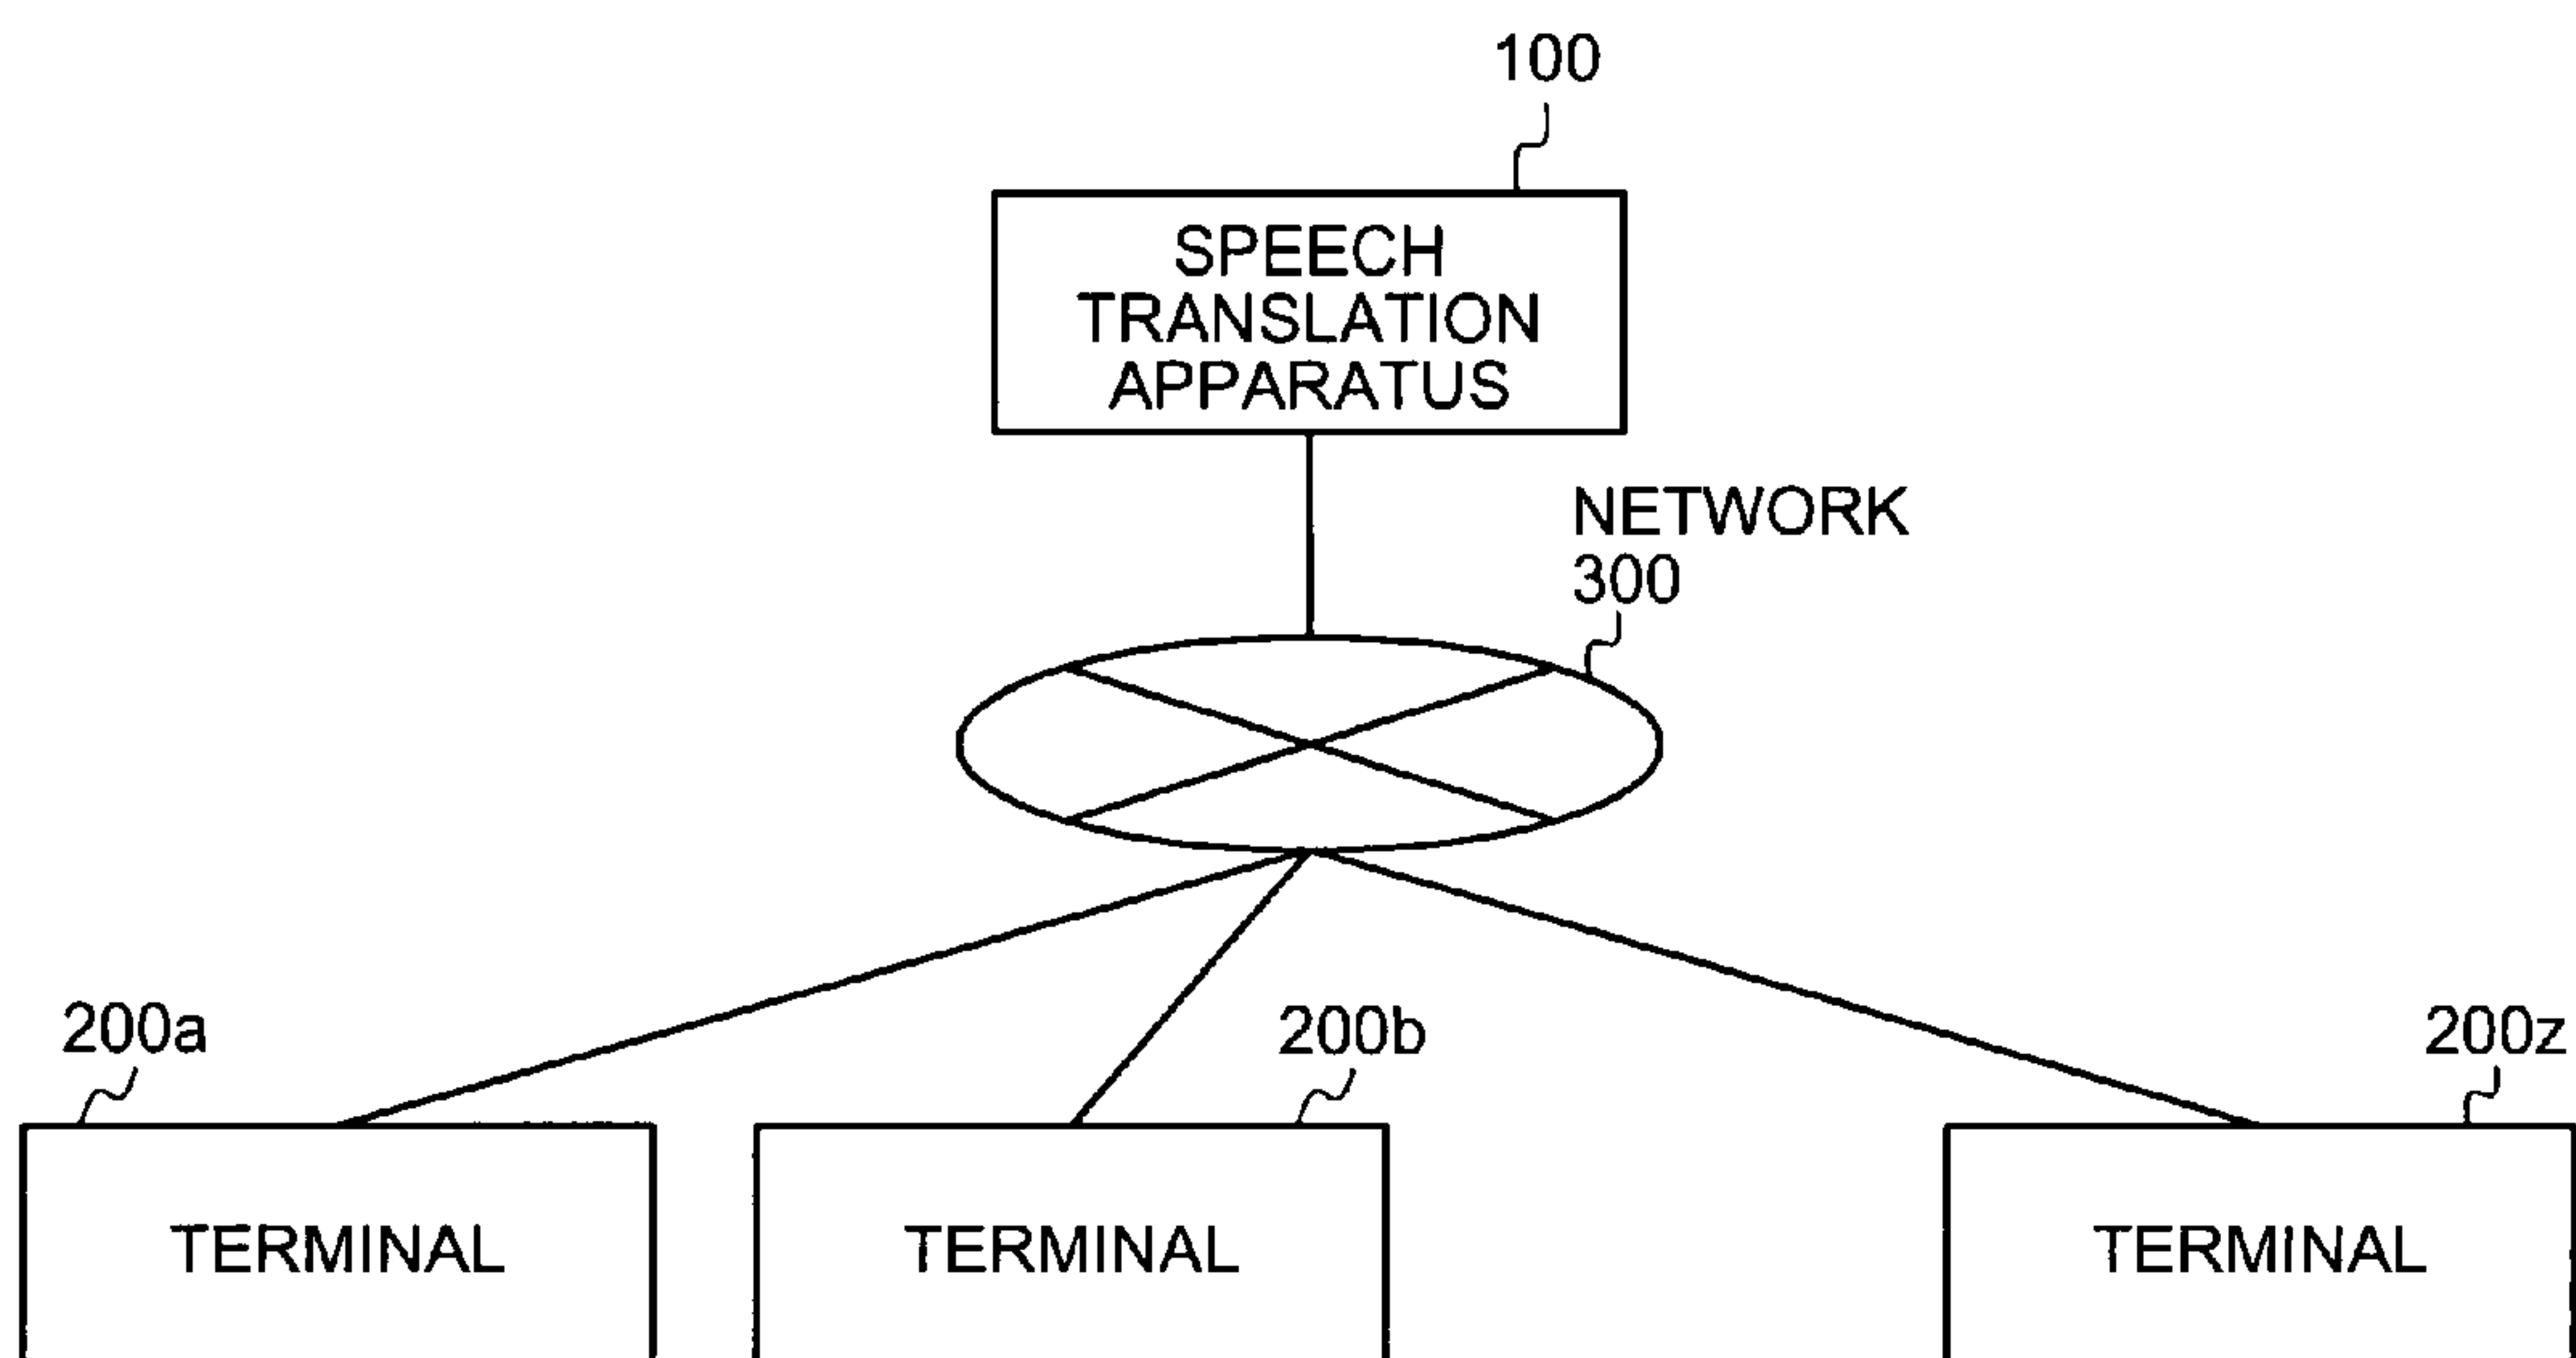 100
SPEECH
TRANSLATION
APPARATUS
NETWORK
300
200a
200b
200z
TERMINAL
TERMINAL
TERMINAL